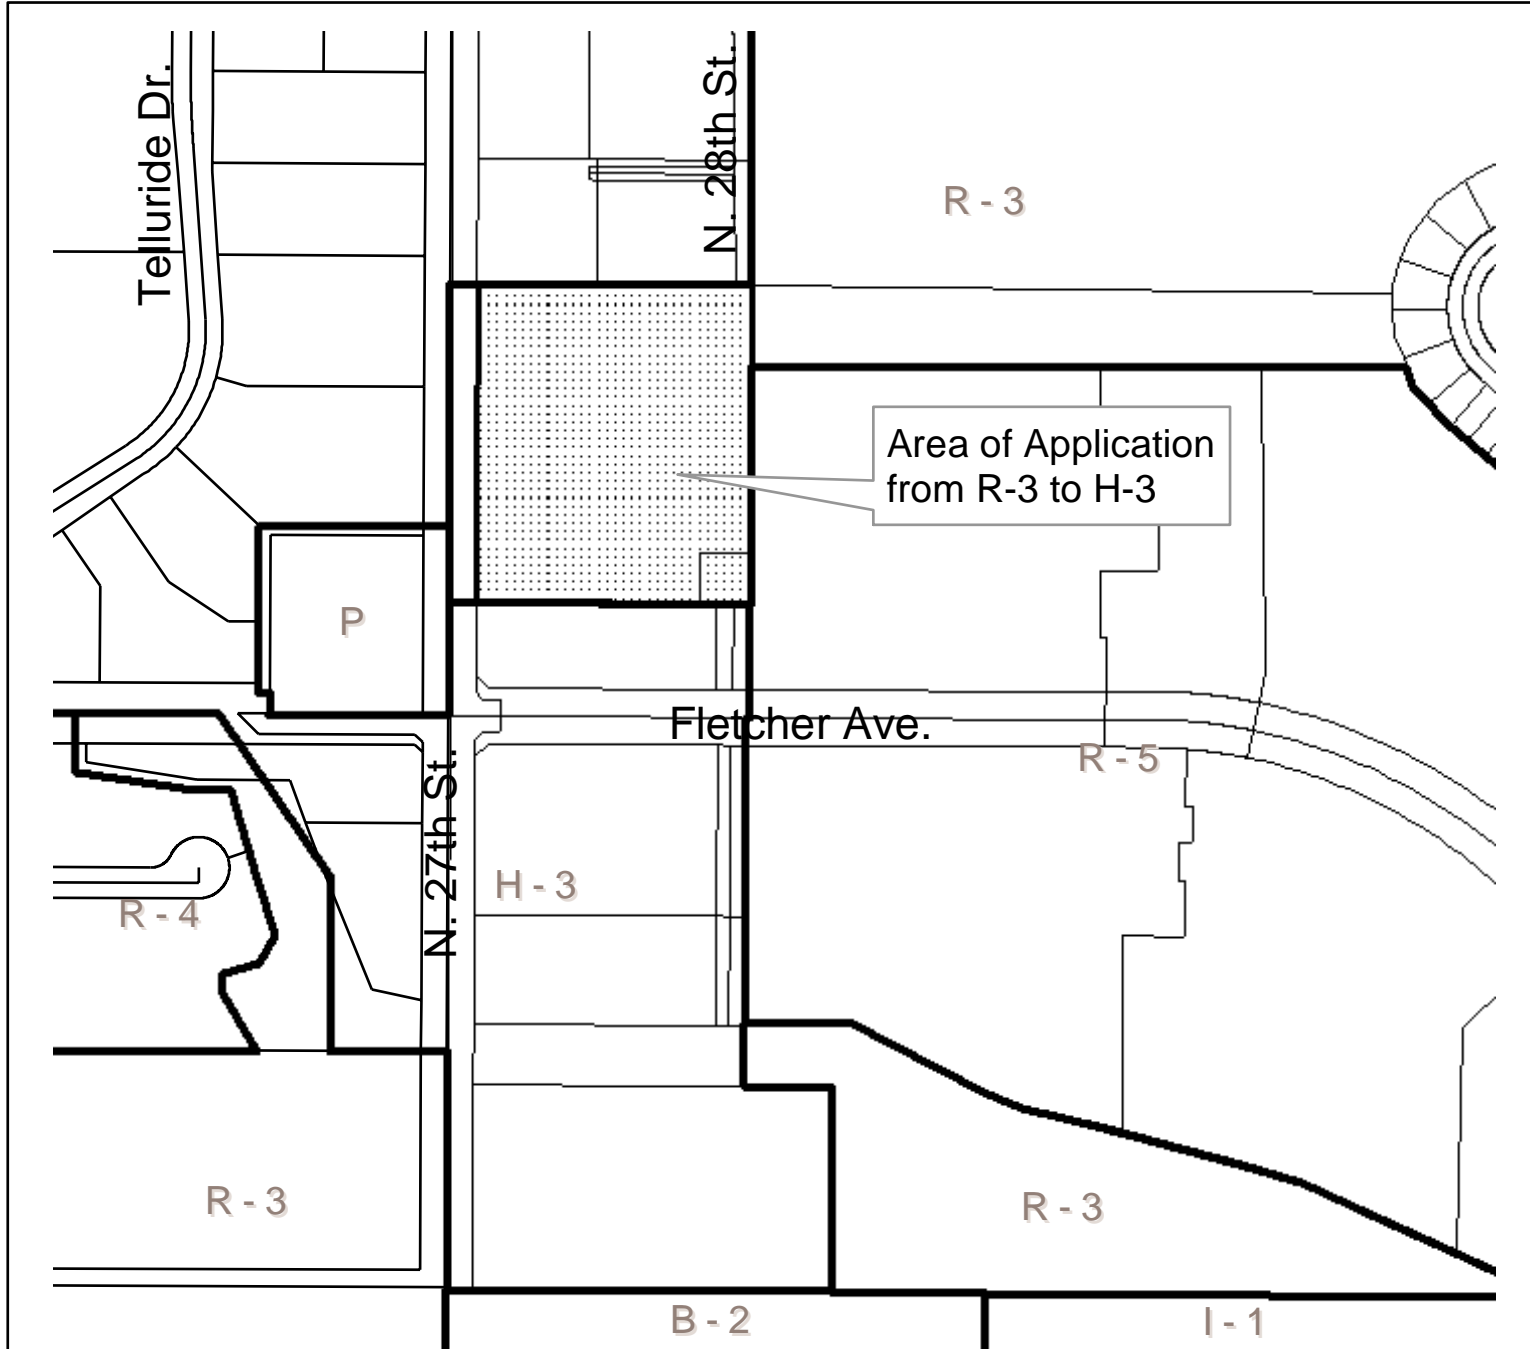 Telluride Dr.
N. 28th St.
R - 3
Area of Application
from R-3 to H-3
P
Fletcher Ave.
R - 5
N. 27th St.
H - 3
R - 4
R - 3
R - 3
B - 2
I - 1